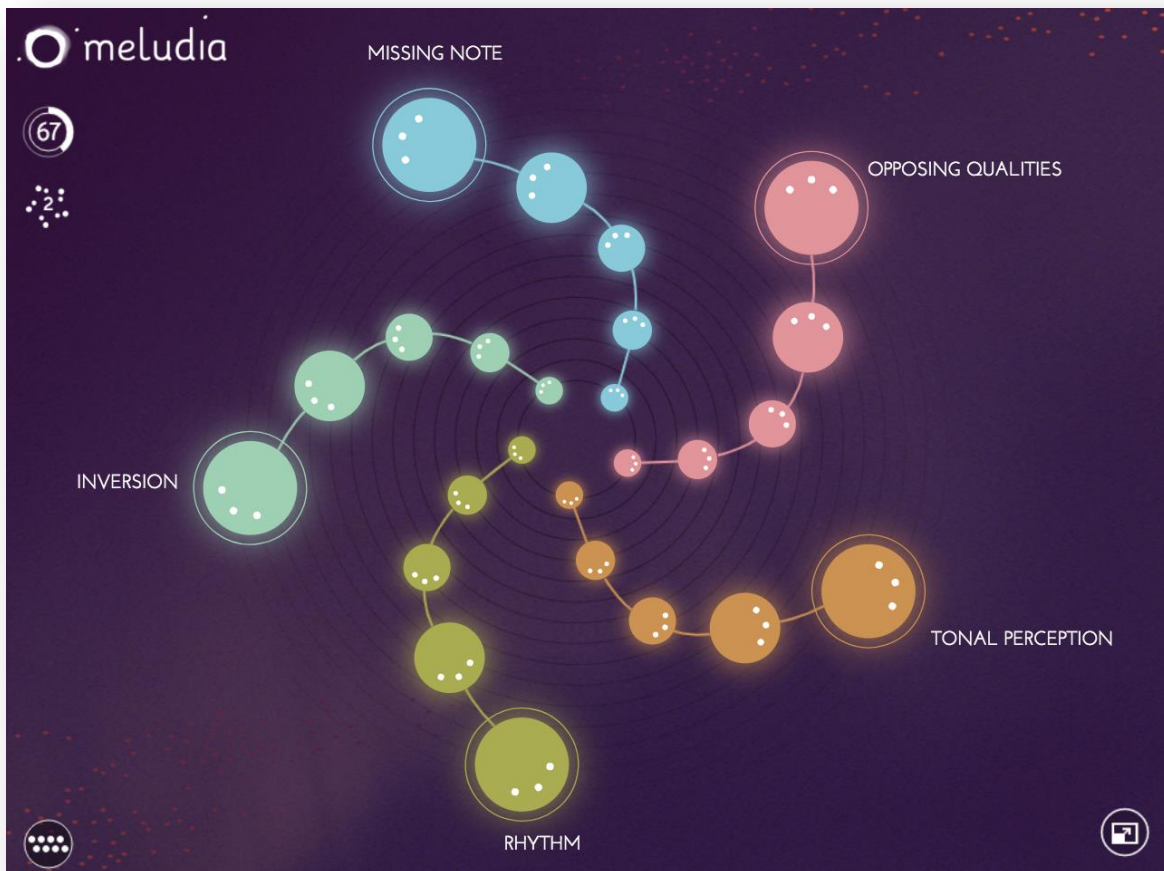 meludia
MISSING NOTE
67
OPPOSING QUALITIES
2
INVERSION
TONAL PERCEPTION
RHYTHM